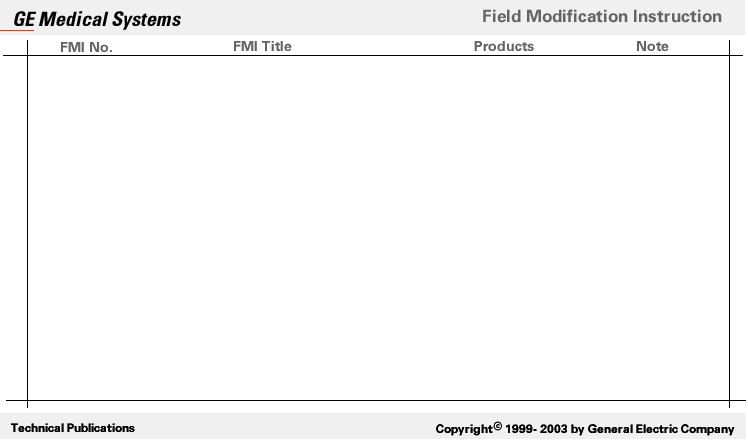 GE Medical Systems
Field Modification Instruction
FMI No. FMI Title Products Note
Technical Publications
Copyright© 1999- 2003 by General Electric Company